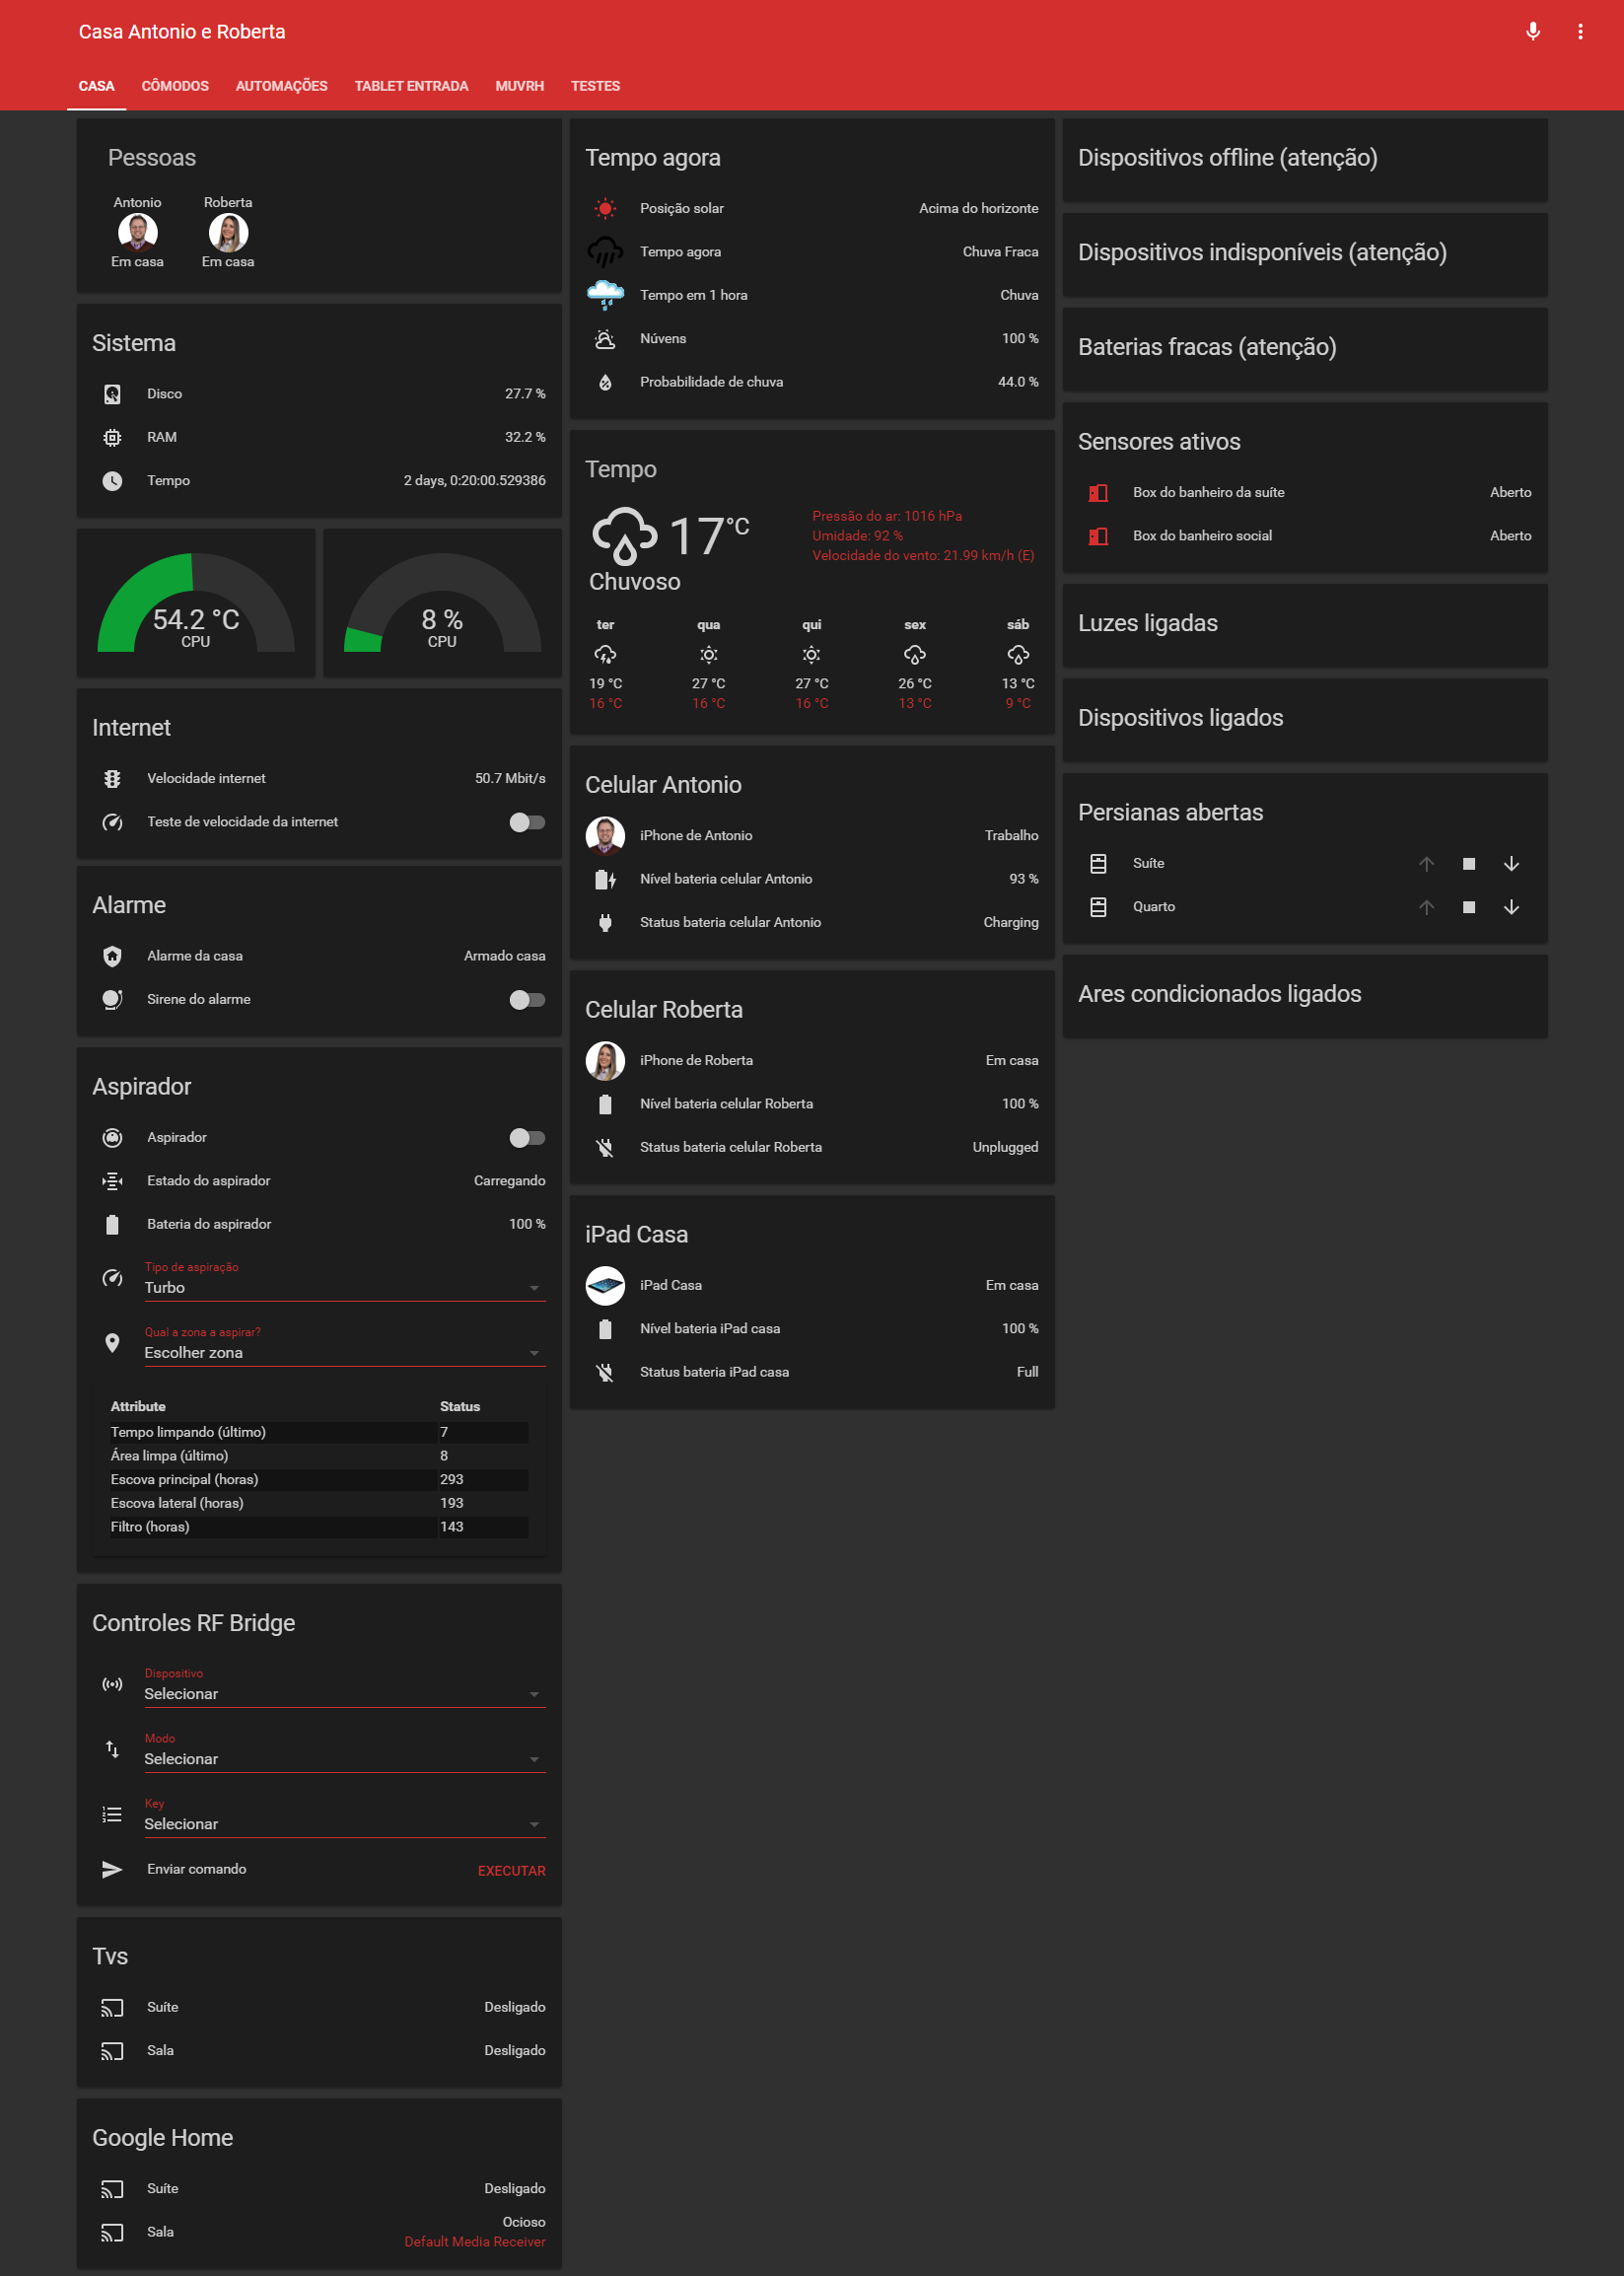 Casa Antonio e Roberta
CASA CÔMODOS AUTOMAÇÕES TABLET ENTRADA MUVRH TESTES
Pessoas
Antonio Roberta
Em casa Em casa
Sistema
Disco 27.7 %
RAM 32.2 %
Tempo 2 days, 0:20:00.529386
54.2 °C
CPU
8 %
CPU
Internet
Velocidade internet 50.7 Mbit/s
Teste de velocidade da internet
Alarme
Alarme da casa Armado casa
Sirene do alarme
Aspirador
Aspirador
Estado do aspirador Carregando
Bateria do aspirador 100 %
Tipo de aspiração
Turbo
Qual a zona a aspirar?
Escolher zona
Attribute Status
Tempo limpando (último) 7
Área limpa (último) 8
Escova principal (horas) 293
Escova lateral (horas) 193
Filtro (horas) 143
Controles RF Bridge
Dispositivo
Selecionar
Modo
Selecionar
Key
Selecionar
Enviar comando EXECUTAR
Tvs
Suíte Desligado
Sala Desligado
Google Home
Suíte Desligado
Sala Ocioso
Default Media Receiver
Tempo agora
Posição solar Acima do horizonte
Tempo agora Chuva Fraca
Tempo em 1 hora Chuva
Núvens 100 %
Probabilidade de chuva 44.0 %
Tempo
17 °C
Chuvoso
Pressão do ar: 1016 hPa
Umidade: 92 %
Velocidade do vento: 21.99 km/h (E)
ter qua qui sex sáb
19 °C 27 °C 27 °C 26 °C 13 °C
16 °C 16 °C 16 °C 13 °C 9 °C
Celular Antonio
iPhone de Antonio Trabalho
Nível bateria celular Antonio 93 %
Status bateria celular Antonio Charging
Celular Roberta
iPhone de Roberta Em casa
Nível bateria celular Roberta 100 %
Status bateria celular Roberta Unplugged
iPad Casa
iPad Casa Em casa
Nível bateria iPad casa 100 %
Status bateria iPad casa Full
Dispositivos offline (atenção)
Dispositivos indisponíveis (atenção)
Baterias fracas (atenção)
Sensores ativos
Box do banheiro da suíte Aberto
Box do banheiro social Aberto
Luzes ligadas
Dispositivos ligados
Persianas abertas
Suíte
Quarto
Ares condicionados ligados